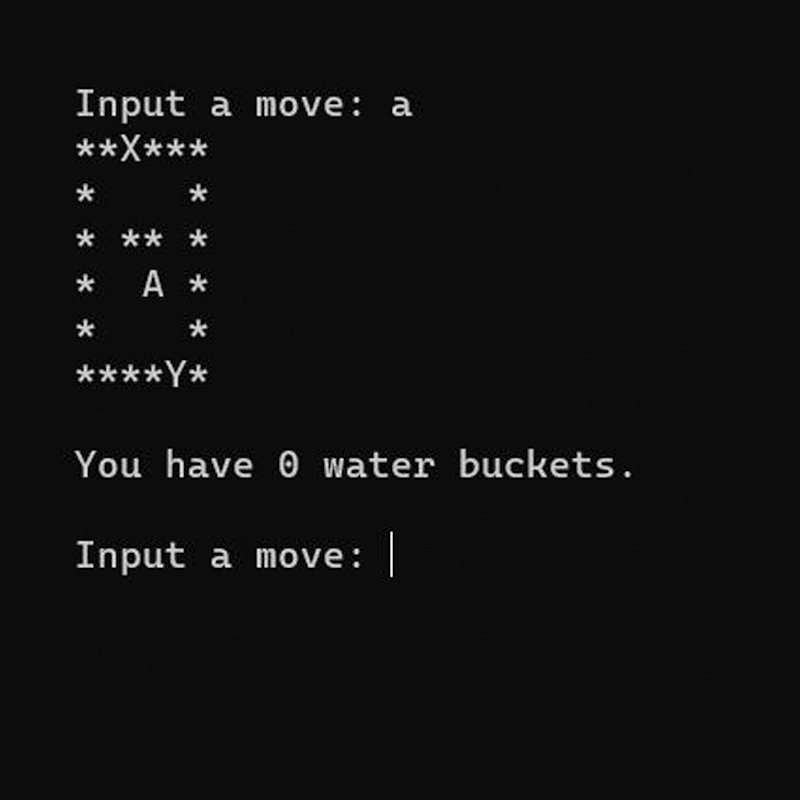 Input a move: a
**X***
*    *
* ** *
*  A *
*    *
****Y*

You have 0 water buckets.

Input a move: